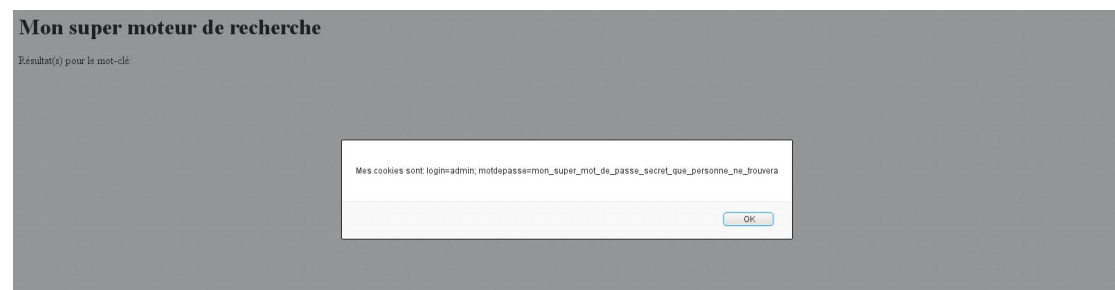 Mon super moteur de recherche
Résultat(s) pour le mot-clé:
Mes cookies sont: login=admin; motdepasse=mon_super_mot_de_passe_secret_que_personne_ne_trouvera
OK